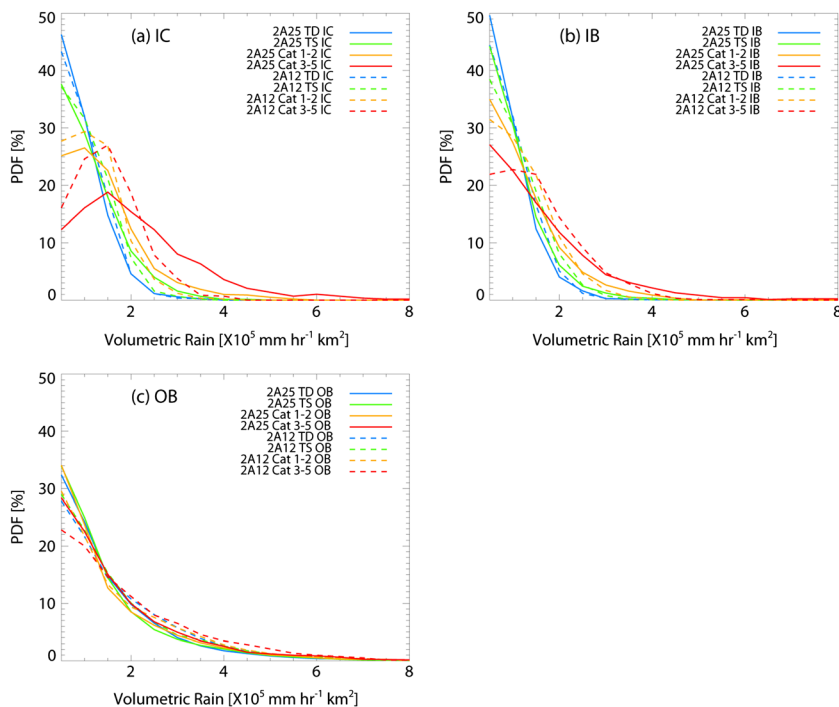 (a) IC
2A25 TD IC
2A25 TS IC
2A25 Cat 1-2 IC
2A25 Cat 3-5 IC
2A12 TD IC
2A12 TS IC
2A12 Cat 1-2 IC
2A12 Cat 3-5 IC
50
40
30
20
10
0
PDF [%]
2
4
6
8
Volumetric Rain [X10⁵ mm hr⁻¹ km²]
(b) IB
2A25 TD IB
2A25 TS IB
2A25 Cat 1-2 IB
2A25 Cat 3-5 IB
2A12 TD IB
2A12 TS IB
2A12 Cat 1-2 IB
2A12 Cat 3-5 IB
50
40
30
20
10
0
PDF [%]
2
4
6
8
Volumetric Rain [X10⁵ mm hr⁻¹ km²]
(c) OB
2A25 TD OB
2A25 TS OB
2A25 Cat 1-2 OB
2A25 Cat 3-5 OB
2A12 TD OB
2A12 TS OB
2A12 Cat 1-2 OB
2A12 Cat 3-5 OB
50
40
30
20
10
0
PDF [%]
2
4
6
8
Volumetric Rain [X10⁵ mm hr⁻¹ km²]